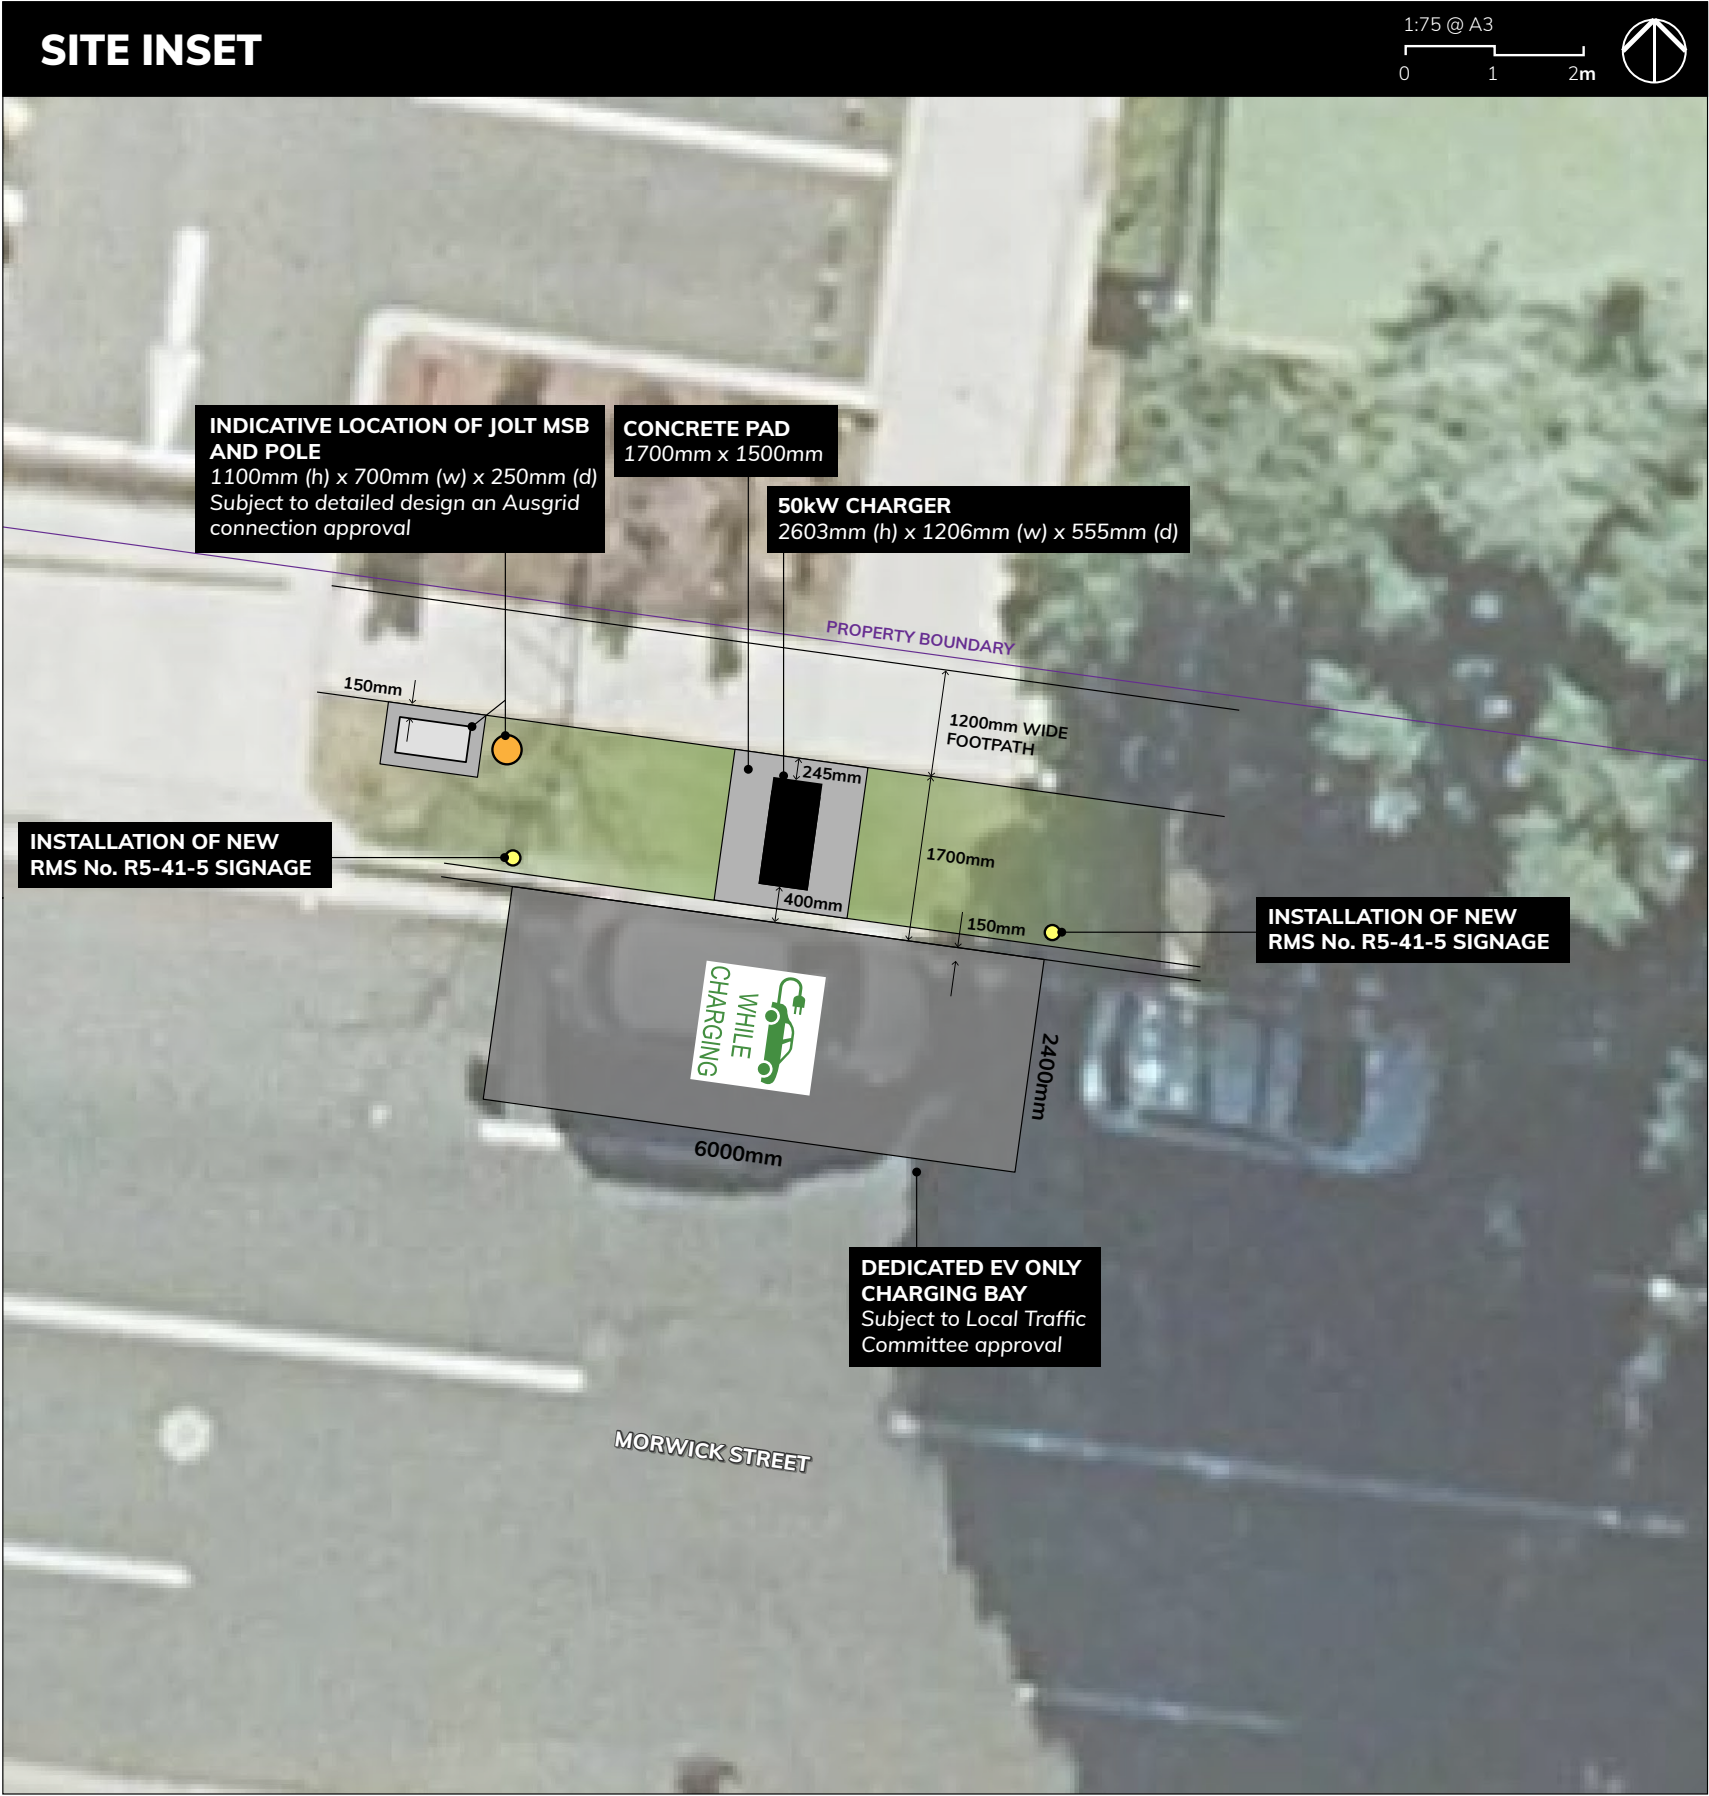 SITE INSET
1:75 @ A3
0 1 2m
INDICATIVE LOCATION OF JOLT MSB
AND POLE
1100mm (h) x 700mm (w) x 250mm (d)
Subject to detailed design an Ausgrid
connection approval
CONCRETE PAD
1700mm x 1500mm
50kW CHARGER
2603mm (h) x 1206mm (w) x 555mm (d)
PROPERTY BOUNDARY
150mm
1200mm WIDE
FOOTPATH
245mm
1700mm
400mm
150mm
INSTALLATION OF NEW
RMS No. R5-41-5 SIGNAGE
INSTALLATION OF NEW
RMS No. R5-41-5 SIGNAGE
WHILE
CHARGING
2400mm
6000mm
DEDICATED EV ONLY
CHARGING BAY
Subject to Local Traffic
Committee approval
MORWICK STREET